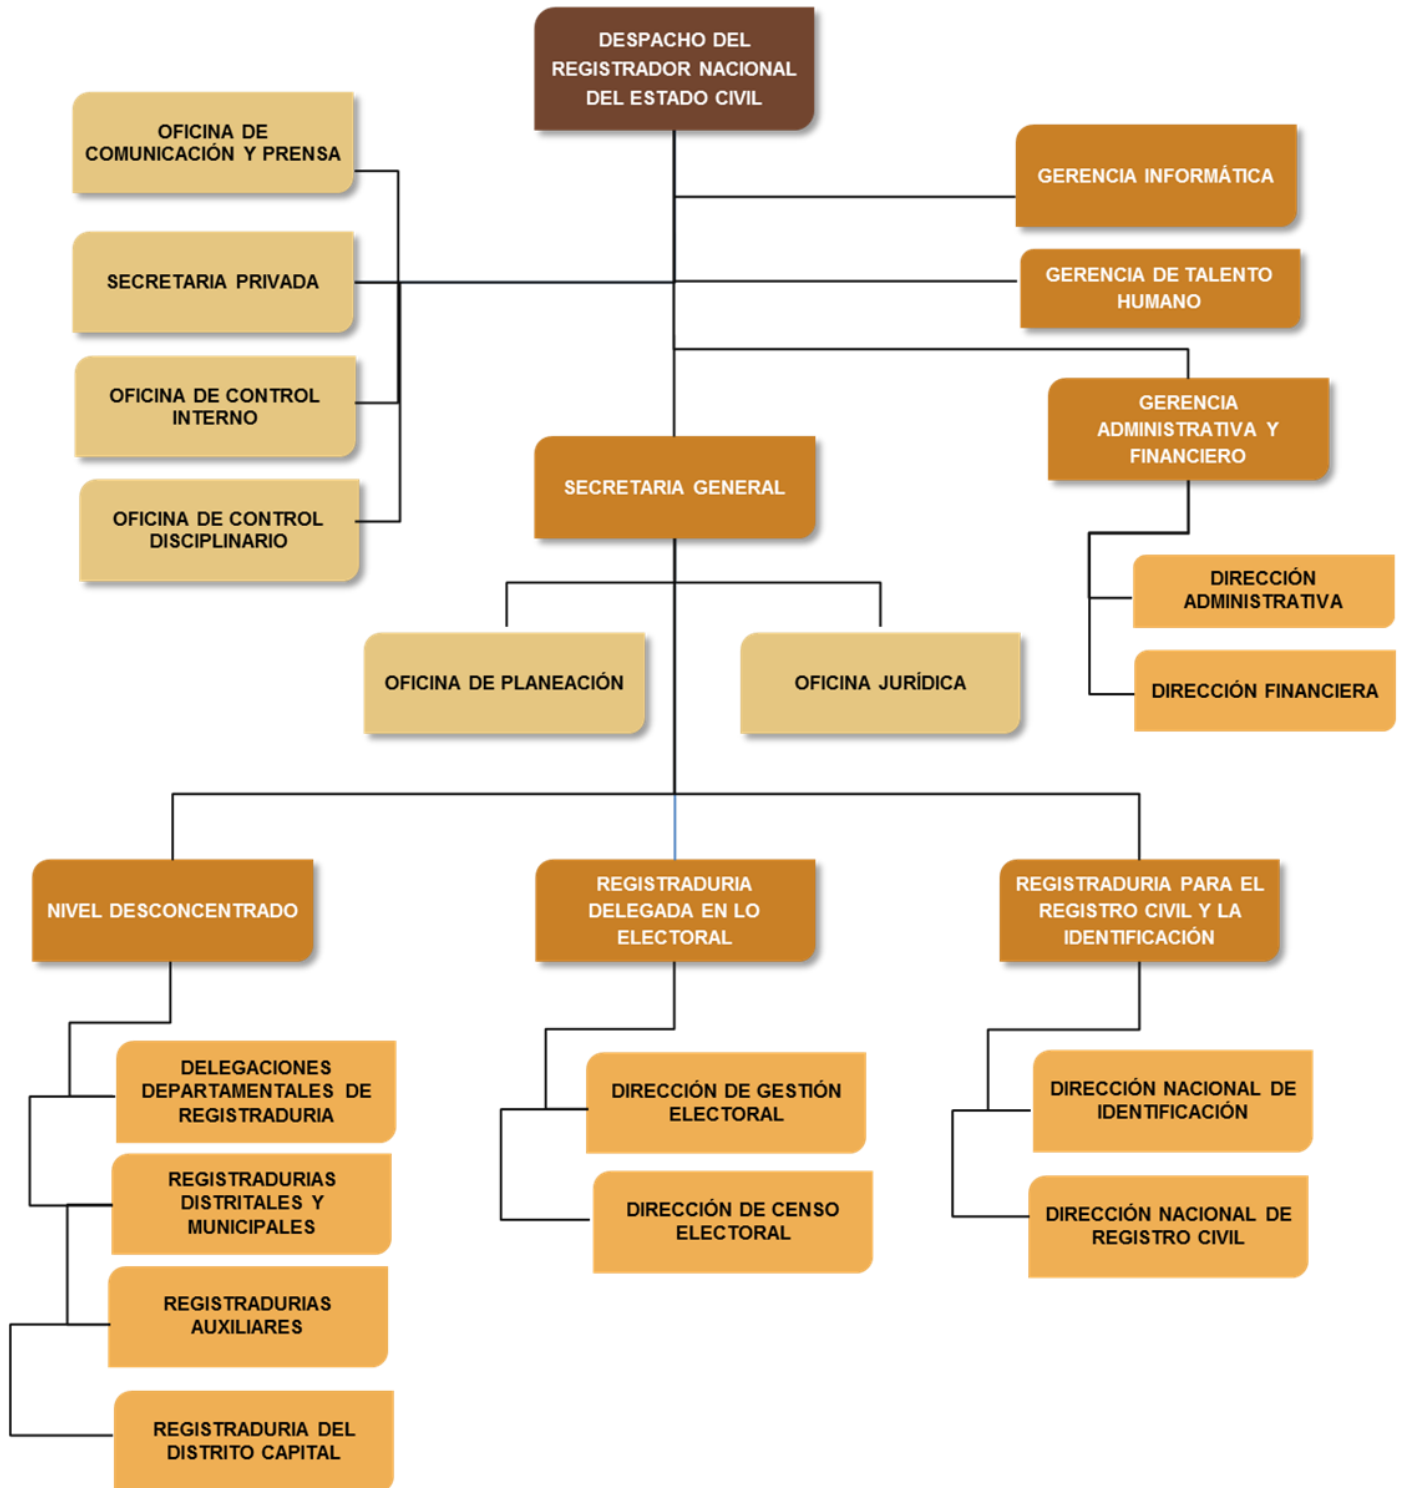 DESPACHO DEL
REGISTRADOR NACIONAL
DEL ESTADO CIVIL
OFICINA DE
COMUNICACIÓN Y PRENSA
GERENCIA INFORMÁTICA
SECRETARIA PRIVADA
GERENCIA DE TALENTO
HUMANO
OFICINA DE CONTROL
INTERNO
GERENCIA
ADMINISTRATIVA Y
FINANCIERO
SECRETARIA GENERAL
OFICINA DE CONTROL
DISCIPLINARIO
DIRECCIÓN
ADMINISTRATIVA
OFICINA DE PLANEACIÓN
OFICINA JURÍDICA
DIRECCIÓN FINANCIERA
NIVEL DESCONCENTRADO
REGISTRADURIA
DELEGADA EN LO
ELECTORAL
REGISTRADURIA PARA EL
REGISTRO CIVIL Y LA
IDENTIFICACIÓN
DELEGACIONES
DEPARTAMENTALES DE
REGISTRADURIA
REGISTRADURIAS
DISTRITALES Y
MUNICIPALES
REGISTRADURIAS
AUXILIARES
REGISTRADURIA DEL
DISTRITO CAPITAL
DIRECCIÓN DE GESTIÓN
ELECTORAL
DIRECCIÓN DE CENSO
ELECTORAL
DIRECCIÓN NACIONAL DE
IDENTIFICACIÓN
DIRECCIÓN NACIONAL DE
REGISTRO CIVIL